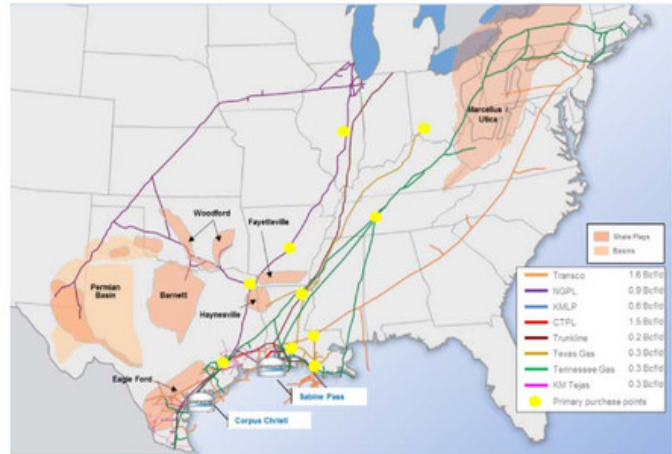 Marcellus /
Utica
Woodford
Fayetteville
Permian
Basin
Barnett
Haynesville
Eagle Ford
Sabine Pass
Corpus Christi
Shale Plays
Basins
Transco 1.6 Bcf/d
NGPL 0.9 Bcf/d
KMLP 0.6 Bcf/d
CTPL 1.5 Bcf/d
Trunkline 0.2 Bcf/d
Texas Gas 0.3 Bcf/d
Tennessee Gas 0.3 Bcf/d
KM Tejas 0.3 Bcf/d
Primary purchase points